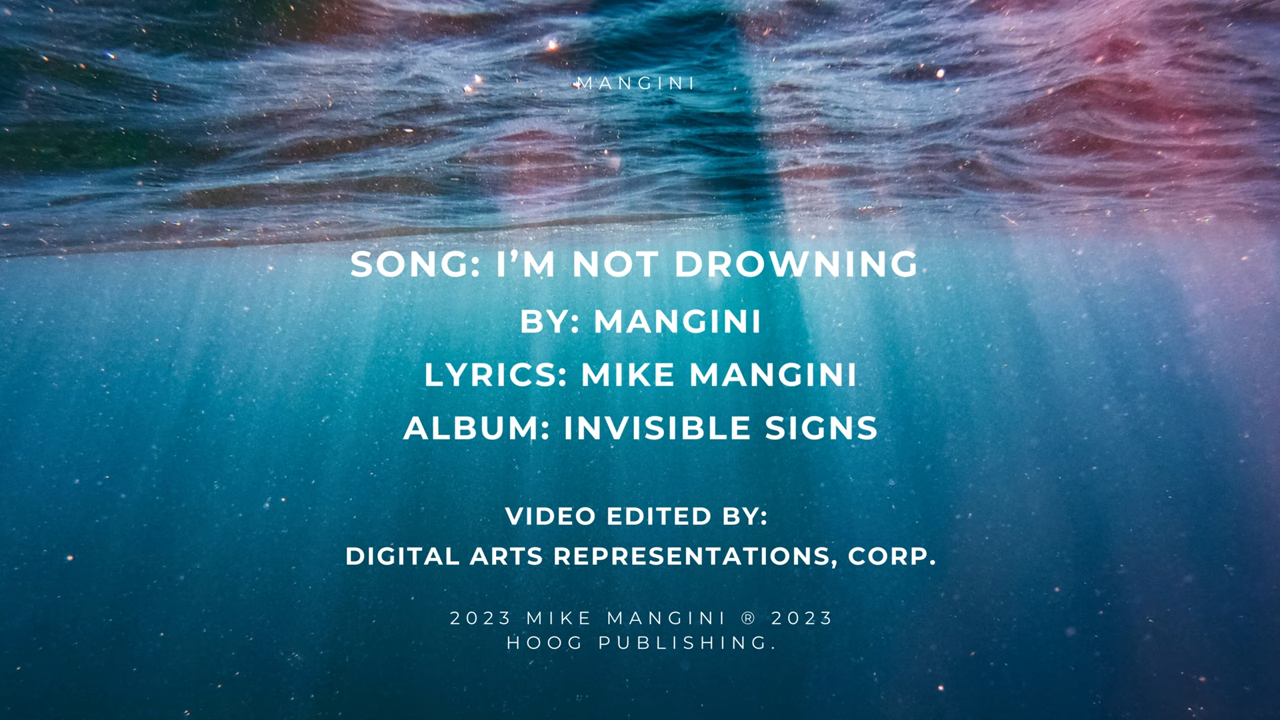 MANGINI
SONG: I'M NOT DROWNING
BY: MANGINI
LYRICS: MIKE MANGINI
ALBUM: INVISIBLE SIGNS
VIDEO EDITED BY:
DIGITAL ARTS REPRESENTATIONS, CORP.
2023 MIKE MANGINI ® 2023
HOOG PUBLISHING.